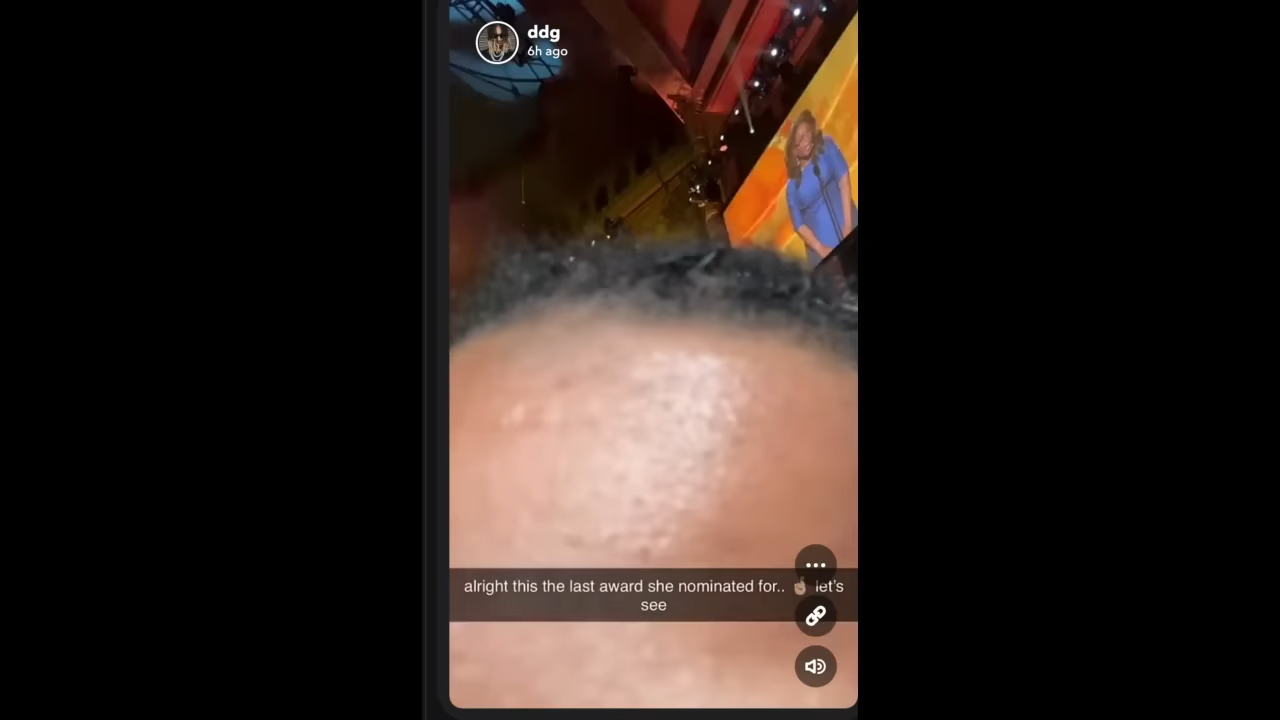 ddg
6h ago
alright this the last award she nominated for.. ☝🏽 let's
see